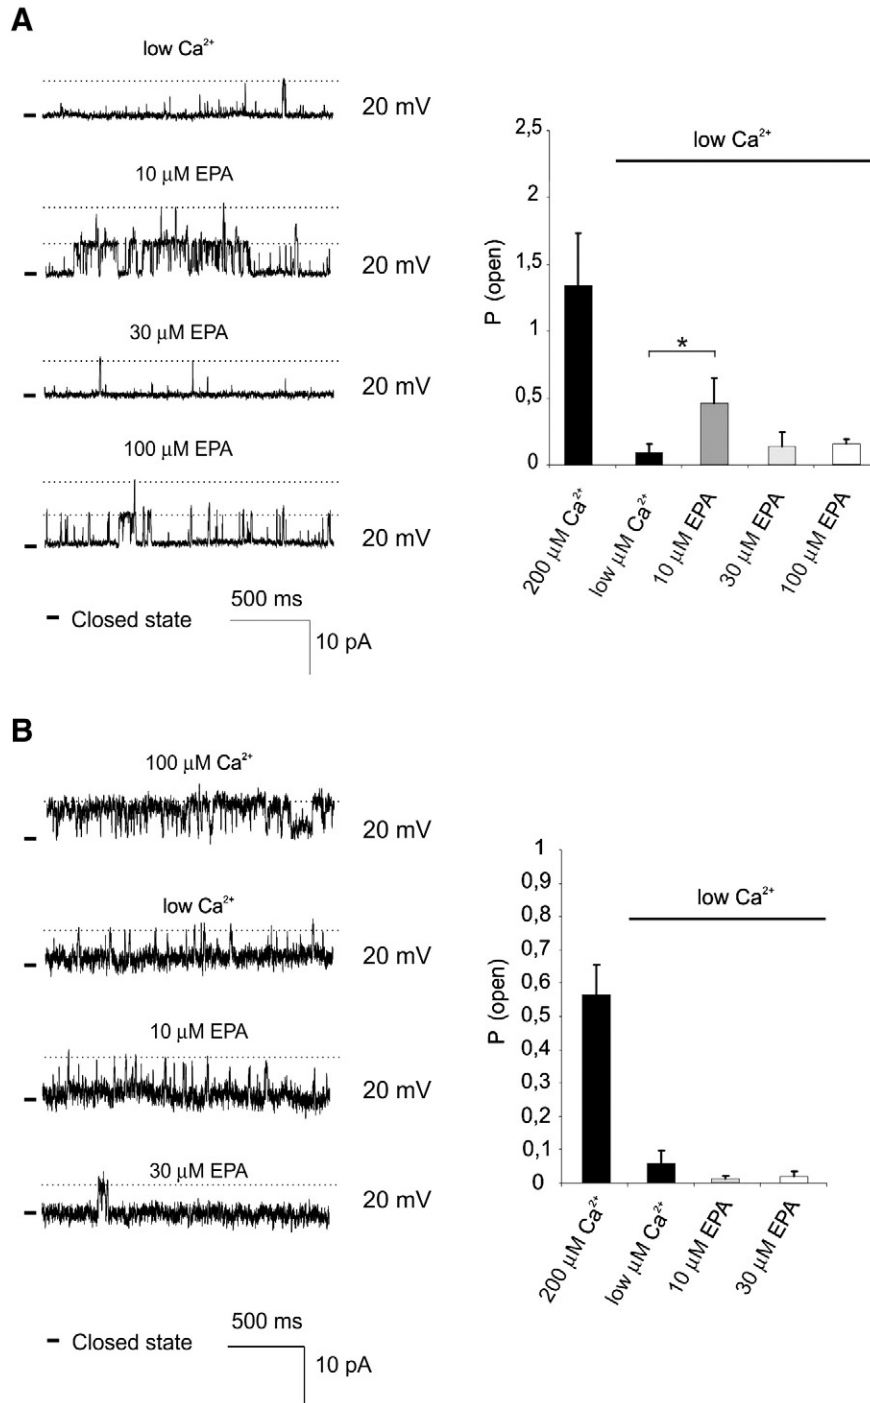 A
low Ca²⁺
20 mV
10 µM EPA
20 mV
30 µM EPA
20 mV
100 µM EPA
20 mV
Closed state
500 ms
10 pA
low Ca²⁺
P (open)
2,5
2
1,5
1
0,5
0
*
200 µM Ca²⁺
low µM Ca²⁺
10 µM EPA
30 µM EPA
100 µM EPA
B
100 µM Ca²⁺
20 mV
low Ca²⁺
20 mV
10 µM EPA
20 mV
30 µM EPA
20 mV
Closed state
500 ms
10 pA
low Ca²⁺
P (open)
1
0,9
0,8
0,7
0,6
0,5
0,4
0,3
0,2
0,1
0
200 µM Ca²⁺
low µM Ca²⁺
10 µM EPA
30 µM EPA